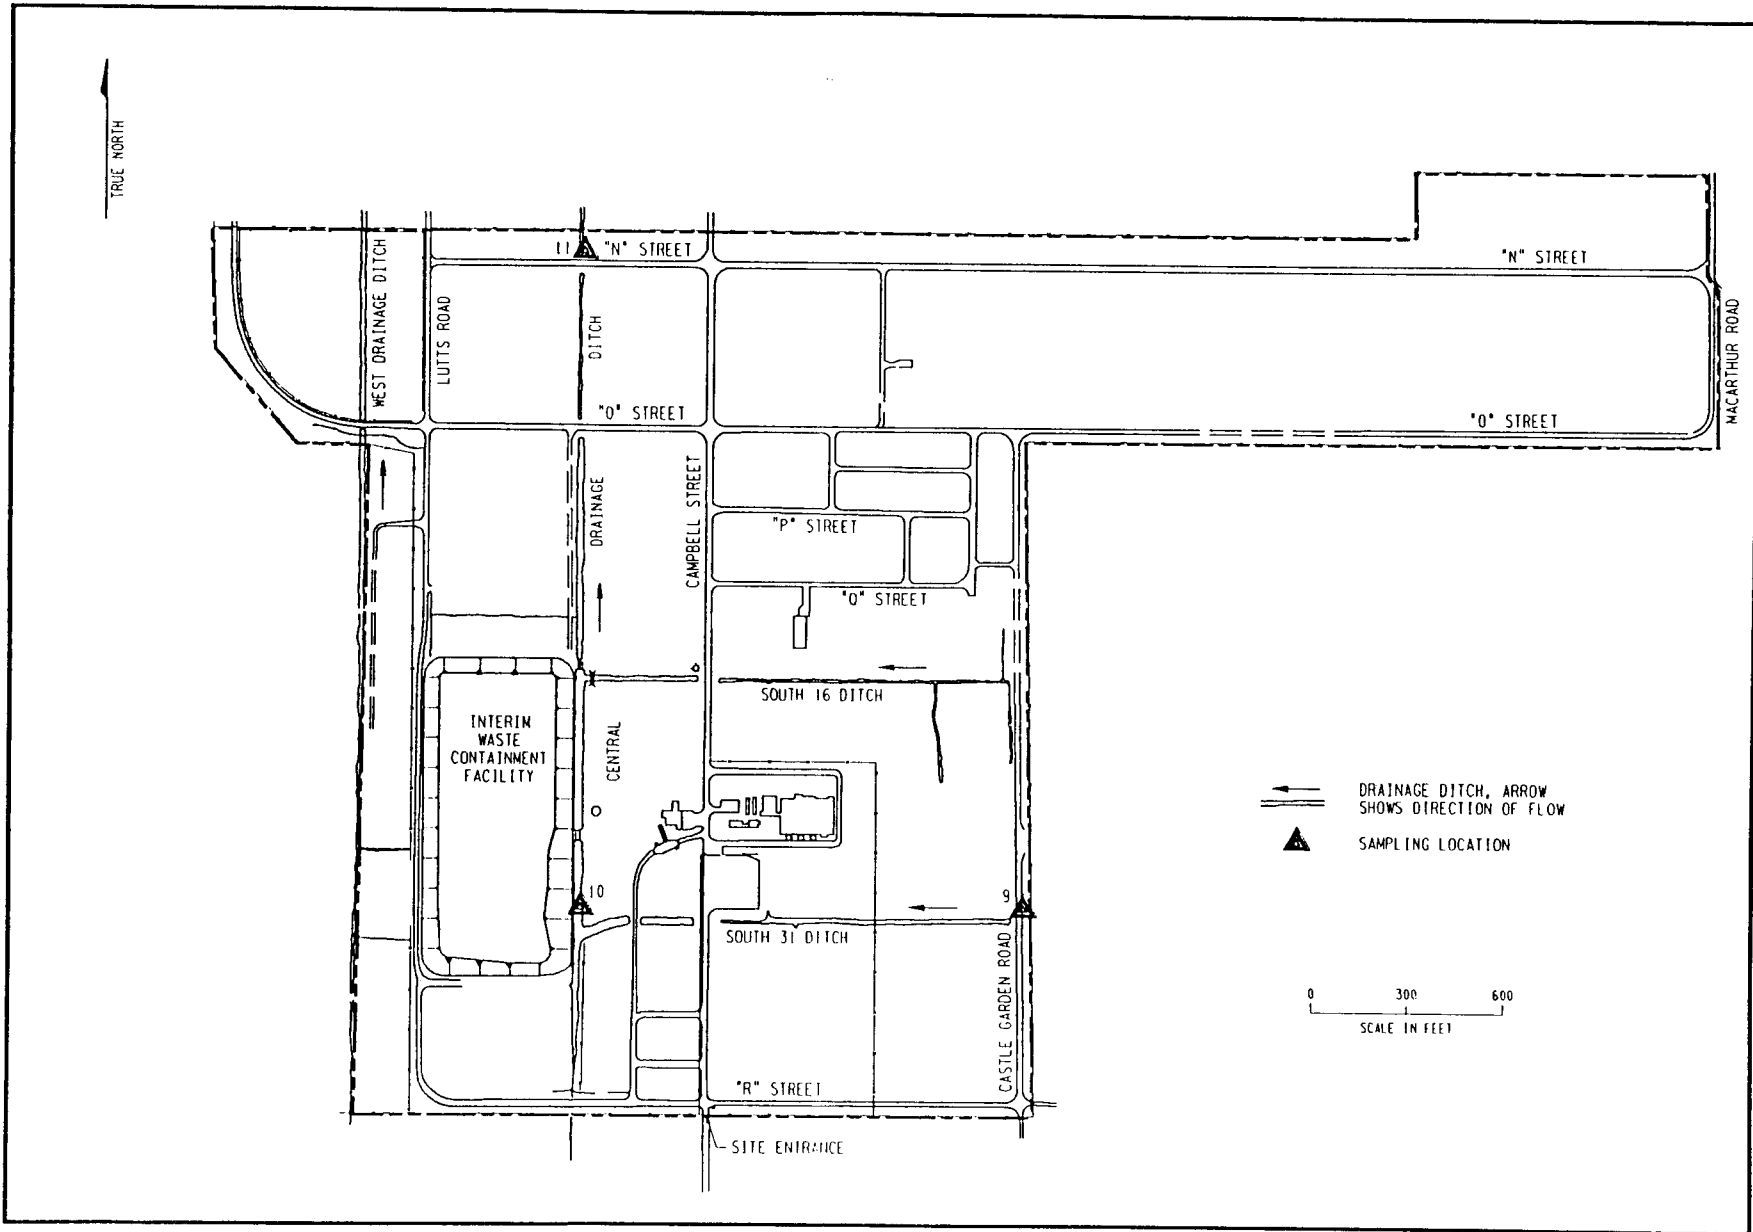 TRUE NORTH
11
"N" STREET
"N" STREET
WEST DRAINAGE DITCH
LUTTS ROAD
DITCH
MACARTHUR ROAD
"O" STREET
"O" STREET
DRAINAGE
CAMPBELL STREET
"P" STREET
"Q" STREET
SOUTH 16 DITCH
INTERIM
WASTE
CONTAINMENT
FACILITY
CENTRAL
DRAINAGE DITCH, ARROW
SHOWS DIRECTION OF FLOW
SAMPLING LOCATION
10
9
SOUTH 31 DITCH
CASTLE GARDEN ROAD
0 300 600
SCALE IN FEET
"R" STREET
SITE ENTRANCE